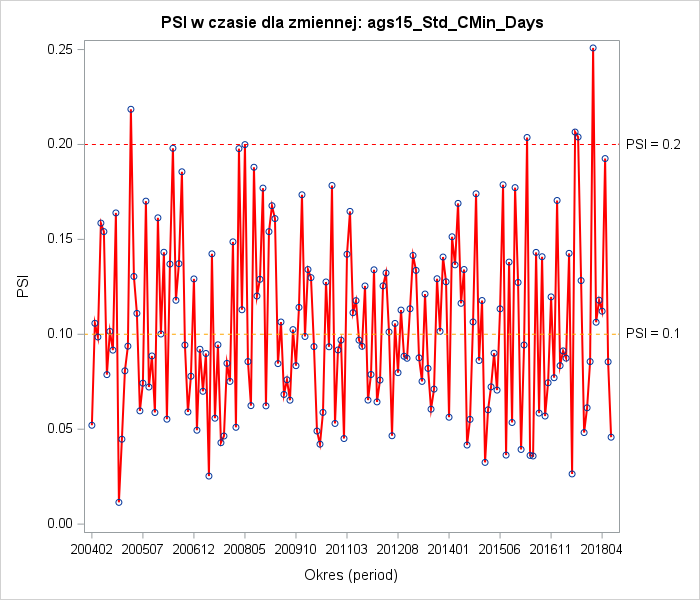 PSI w czasie dla zmiennej: ags15_Std_CMin_Days
0.25
0.20
0.15
0.10
0.05
0.00
PSI
PSI = 0.2
PSI = 0.1
200402 200507 200612 200805 200910 201103 201208 201401 201506 201611 201804
Okres (period)